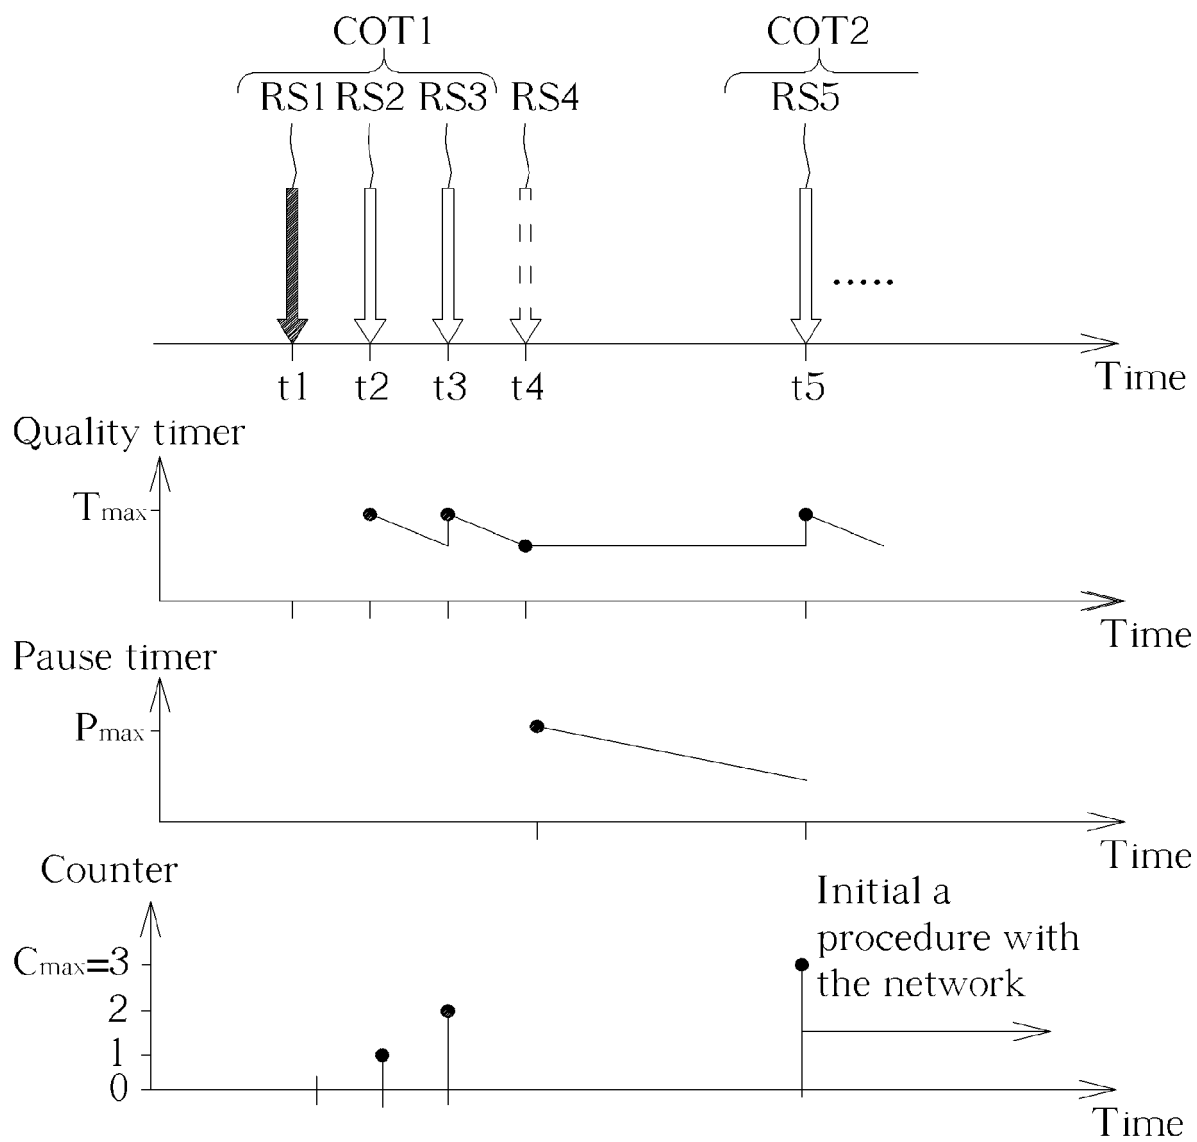 COT1 COT2
RS1 RS2 RS3 RS4 RS5
.....
t1 t2 t3 t4 t5
Time
Quality timer
Tmax
Time
Pause timer
Pmax
Time
Counter
Initial a
procedure with
the network
Cmax=3
2
1
0
Time